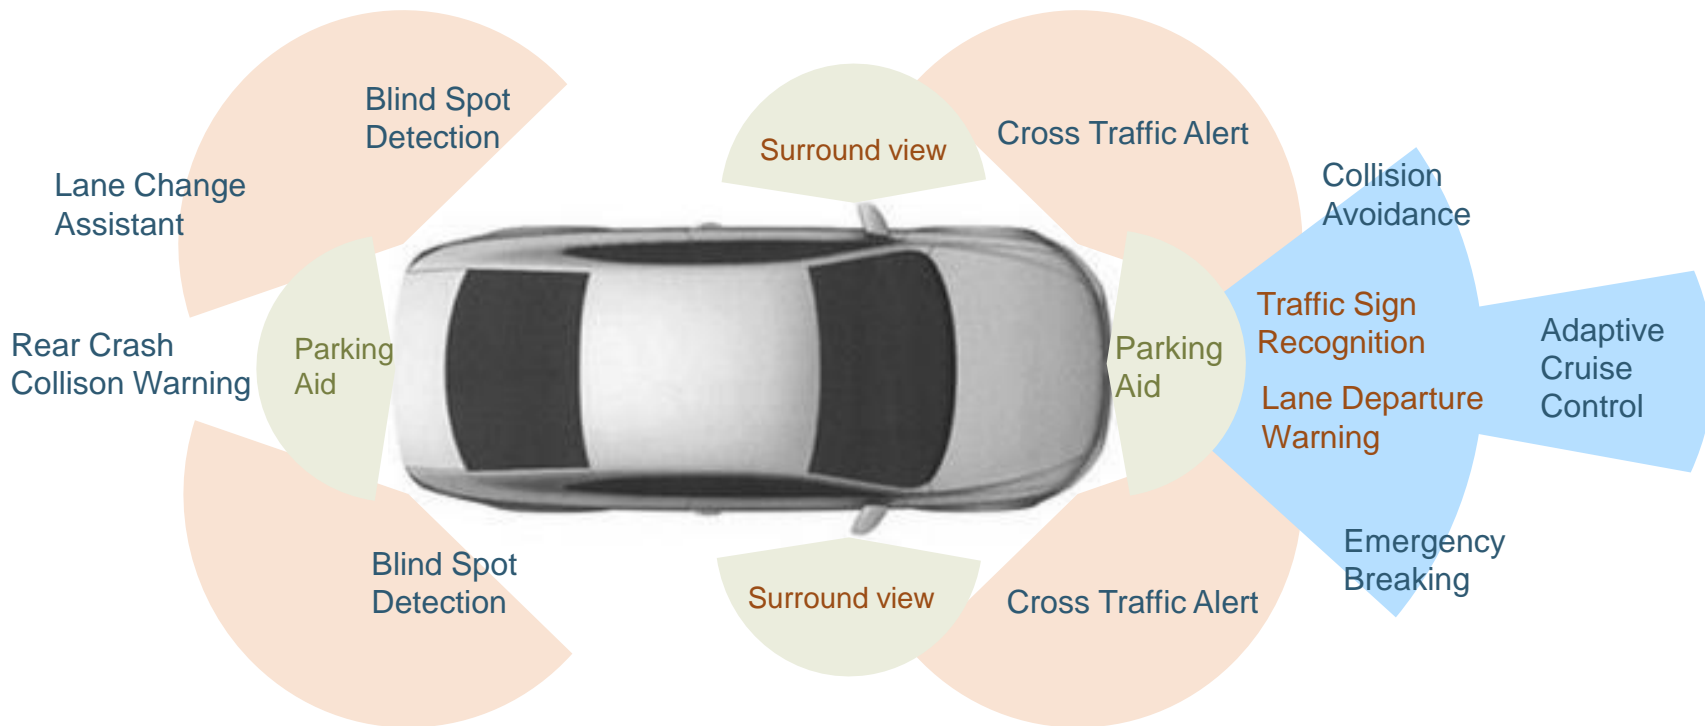 Blind Spot
Detection
Lane Change
Assistant
Surround view
Cross Traffic Alert
Collision
Avoidance
Rear Crash
Collison Warning
Parking
Aid
Parking
Aid
Traffic Sign
Recognition
Lane Departure
Warning
Adaptive
Cruise
Control
Blind Spot
Detection
Surround view
Cross Traffic Alert
Emergency
Breaking